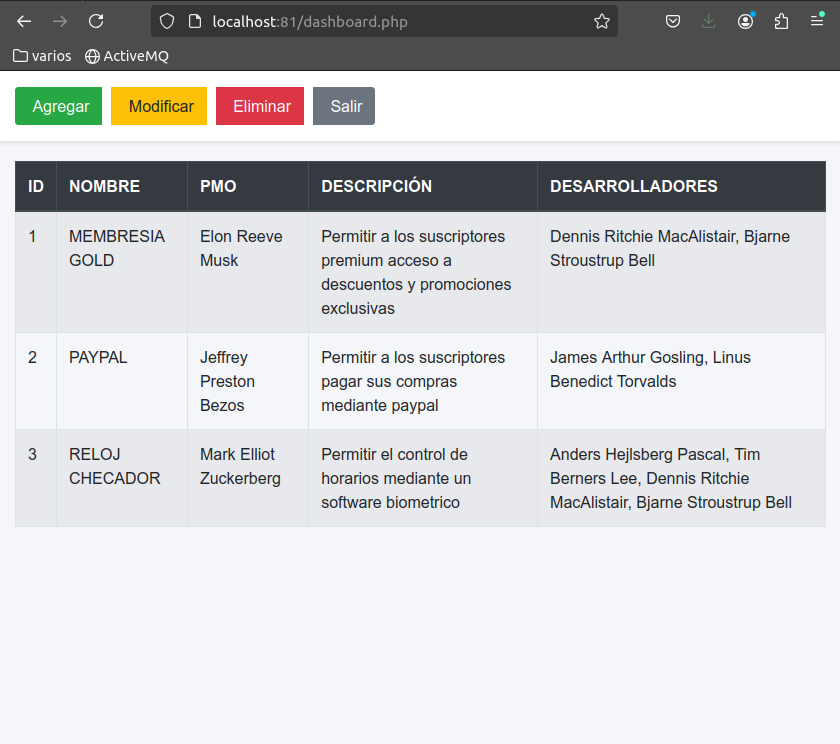 localhost:81/dashboard.php
varios ActiveMQ
Agregar Modificar Eliminar Salir
ID NOMBRE PMO DESCRIPCIÓN DESARROLLADORES
1 MEMBRESIA Elon Reeve Permitir a los suscriptores Dennis Ritchie MacAlistair, Bjarne
GOLD Musk premium acceso a Stroustrup Bell
descuentos y promociones
exclusivas
2 PAYPAL Jeffrey Permitir a los suscriptores James Arthur Gosling, Linus
Preston pagar sus compras Benedict Torvalds
Bezos mediante paypal
3 RELOJ Mark Elliot Permitir el control de Anders Hejlsberg Pascal, Tim
CHECADOR Zuckerberg horarios mediante un Berners Lee, Dennis Ritchie
software biometrico MacAlistair, Bjarne Stroustrup Bell